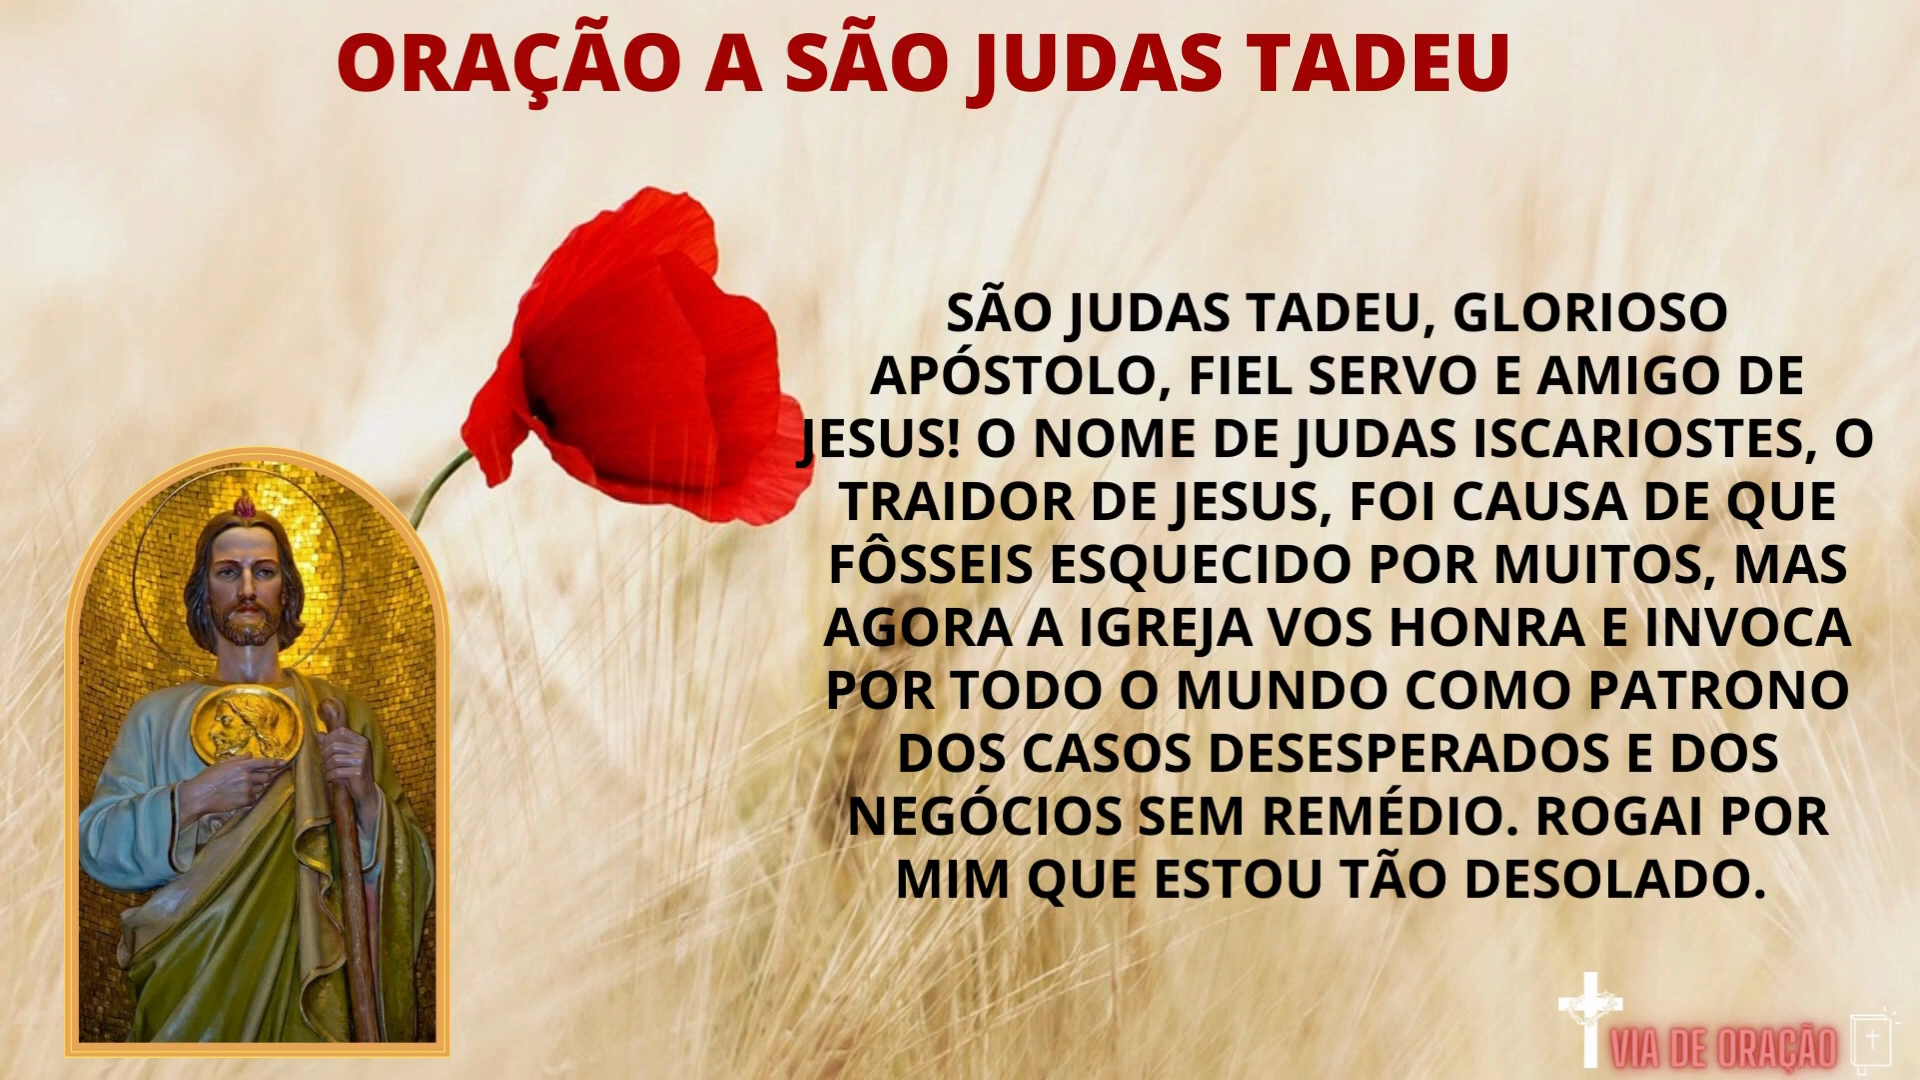 ORAÇÃO A SÃO JUDAS TADEU
SÃO JUDAS TADEU, GLORIOSO
APÓSTOLO, FIEL SERVO E AMIGO DE
JESUS! O NOME DE JUDAS ISCARIOSTES, O
TRAIDOR DE JESUS, FOI CAUSA DE QUE
FÔSSEIS ESQUECIDO POR MUITOS, MAS
AGORA A IGREJA VOS HONRA E INVOCA
POR TODO O MUNDO COMO PATRONO
DOS CASOS DESESPERADOS E DOS
NEGÓCIOS SEM REMÉDIO. ROGAI POR
MIM QUE ESTOU TÃO DESOLADO.
VIA DE ORAÇÃO